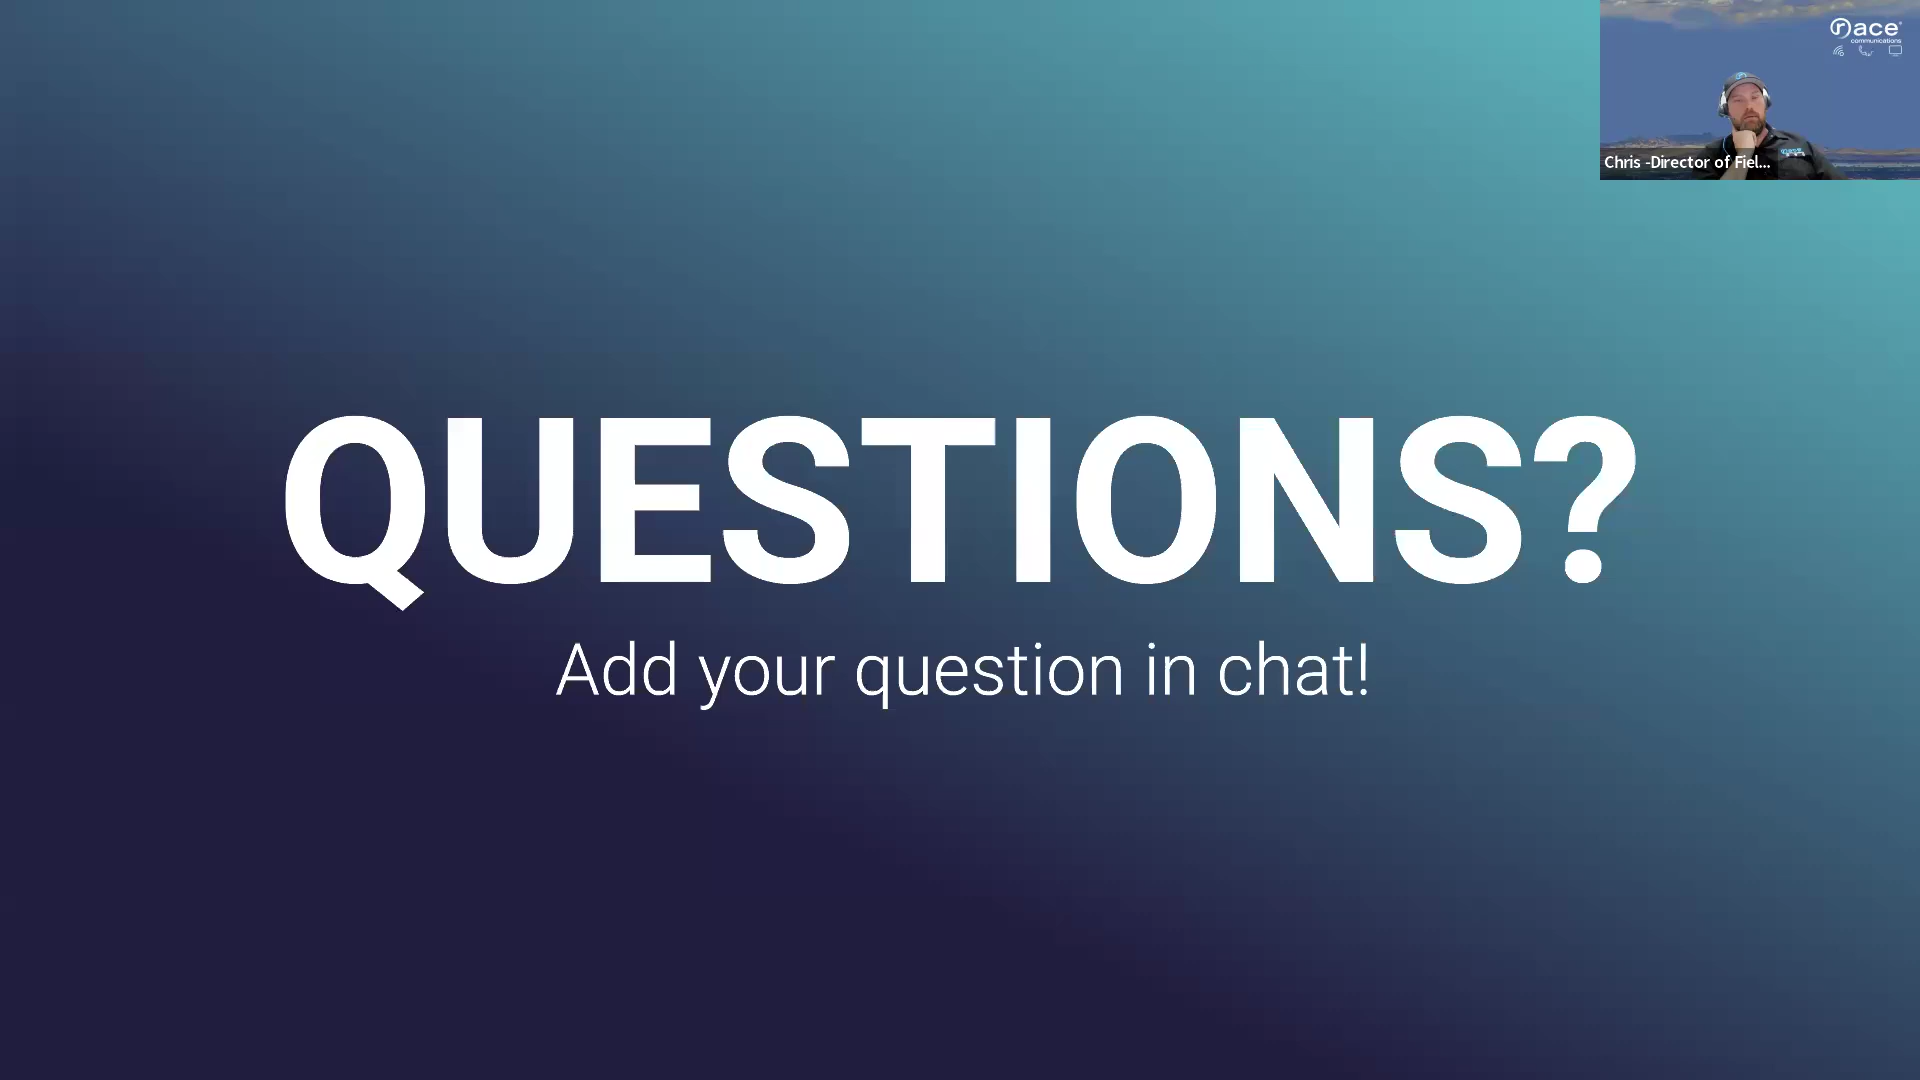 race
communications
Chris -Director of Fiel...
QUESTIONS?
Add your question in chat!